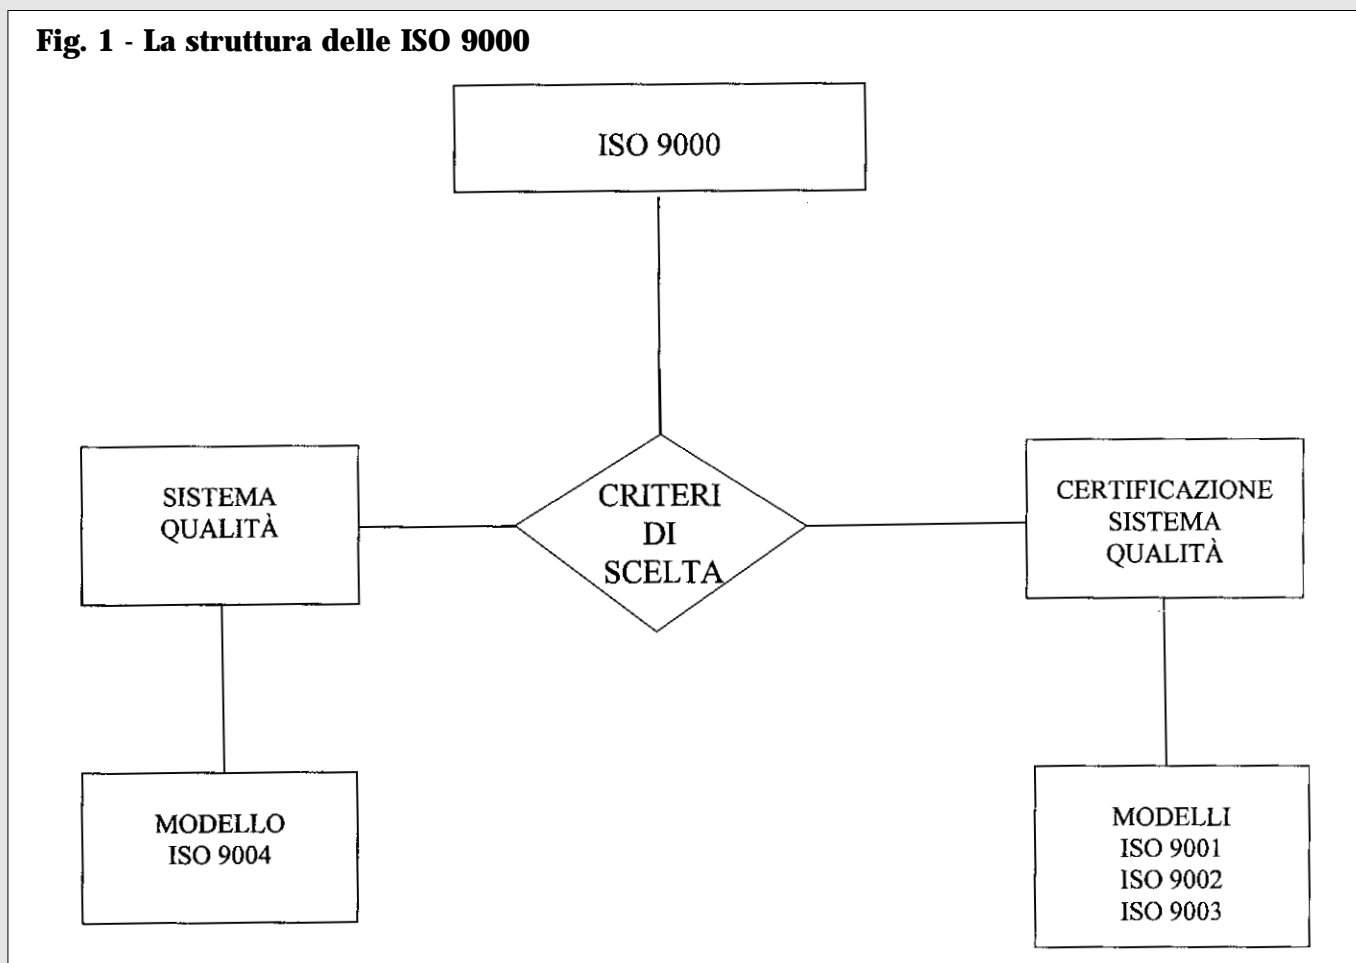 Fig. 1 - La struttura delle ISO 9000
ISO 9000
SISTEMA
QUALITÀ
CRITERI
DI
SCELTA
CERTIFICAZIONE
SISTEMA
QUALITÀ
MODELLO
ISO 9004
MODELLI
ISO 9001
ISO 9002
ISO 9003